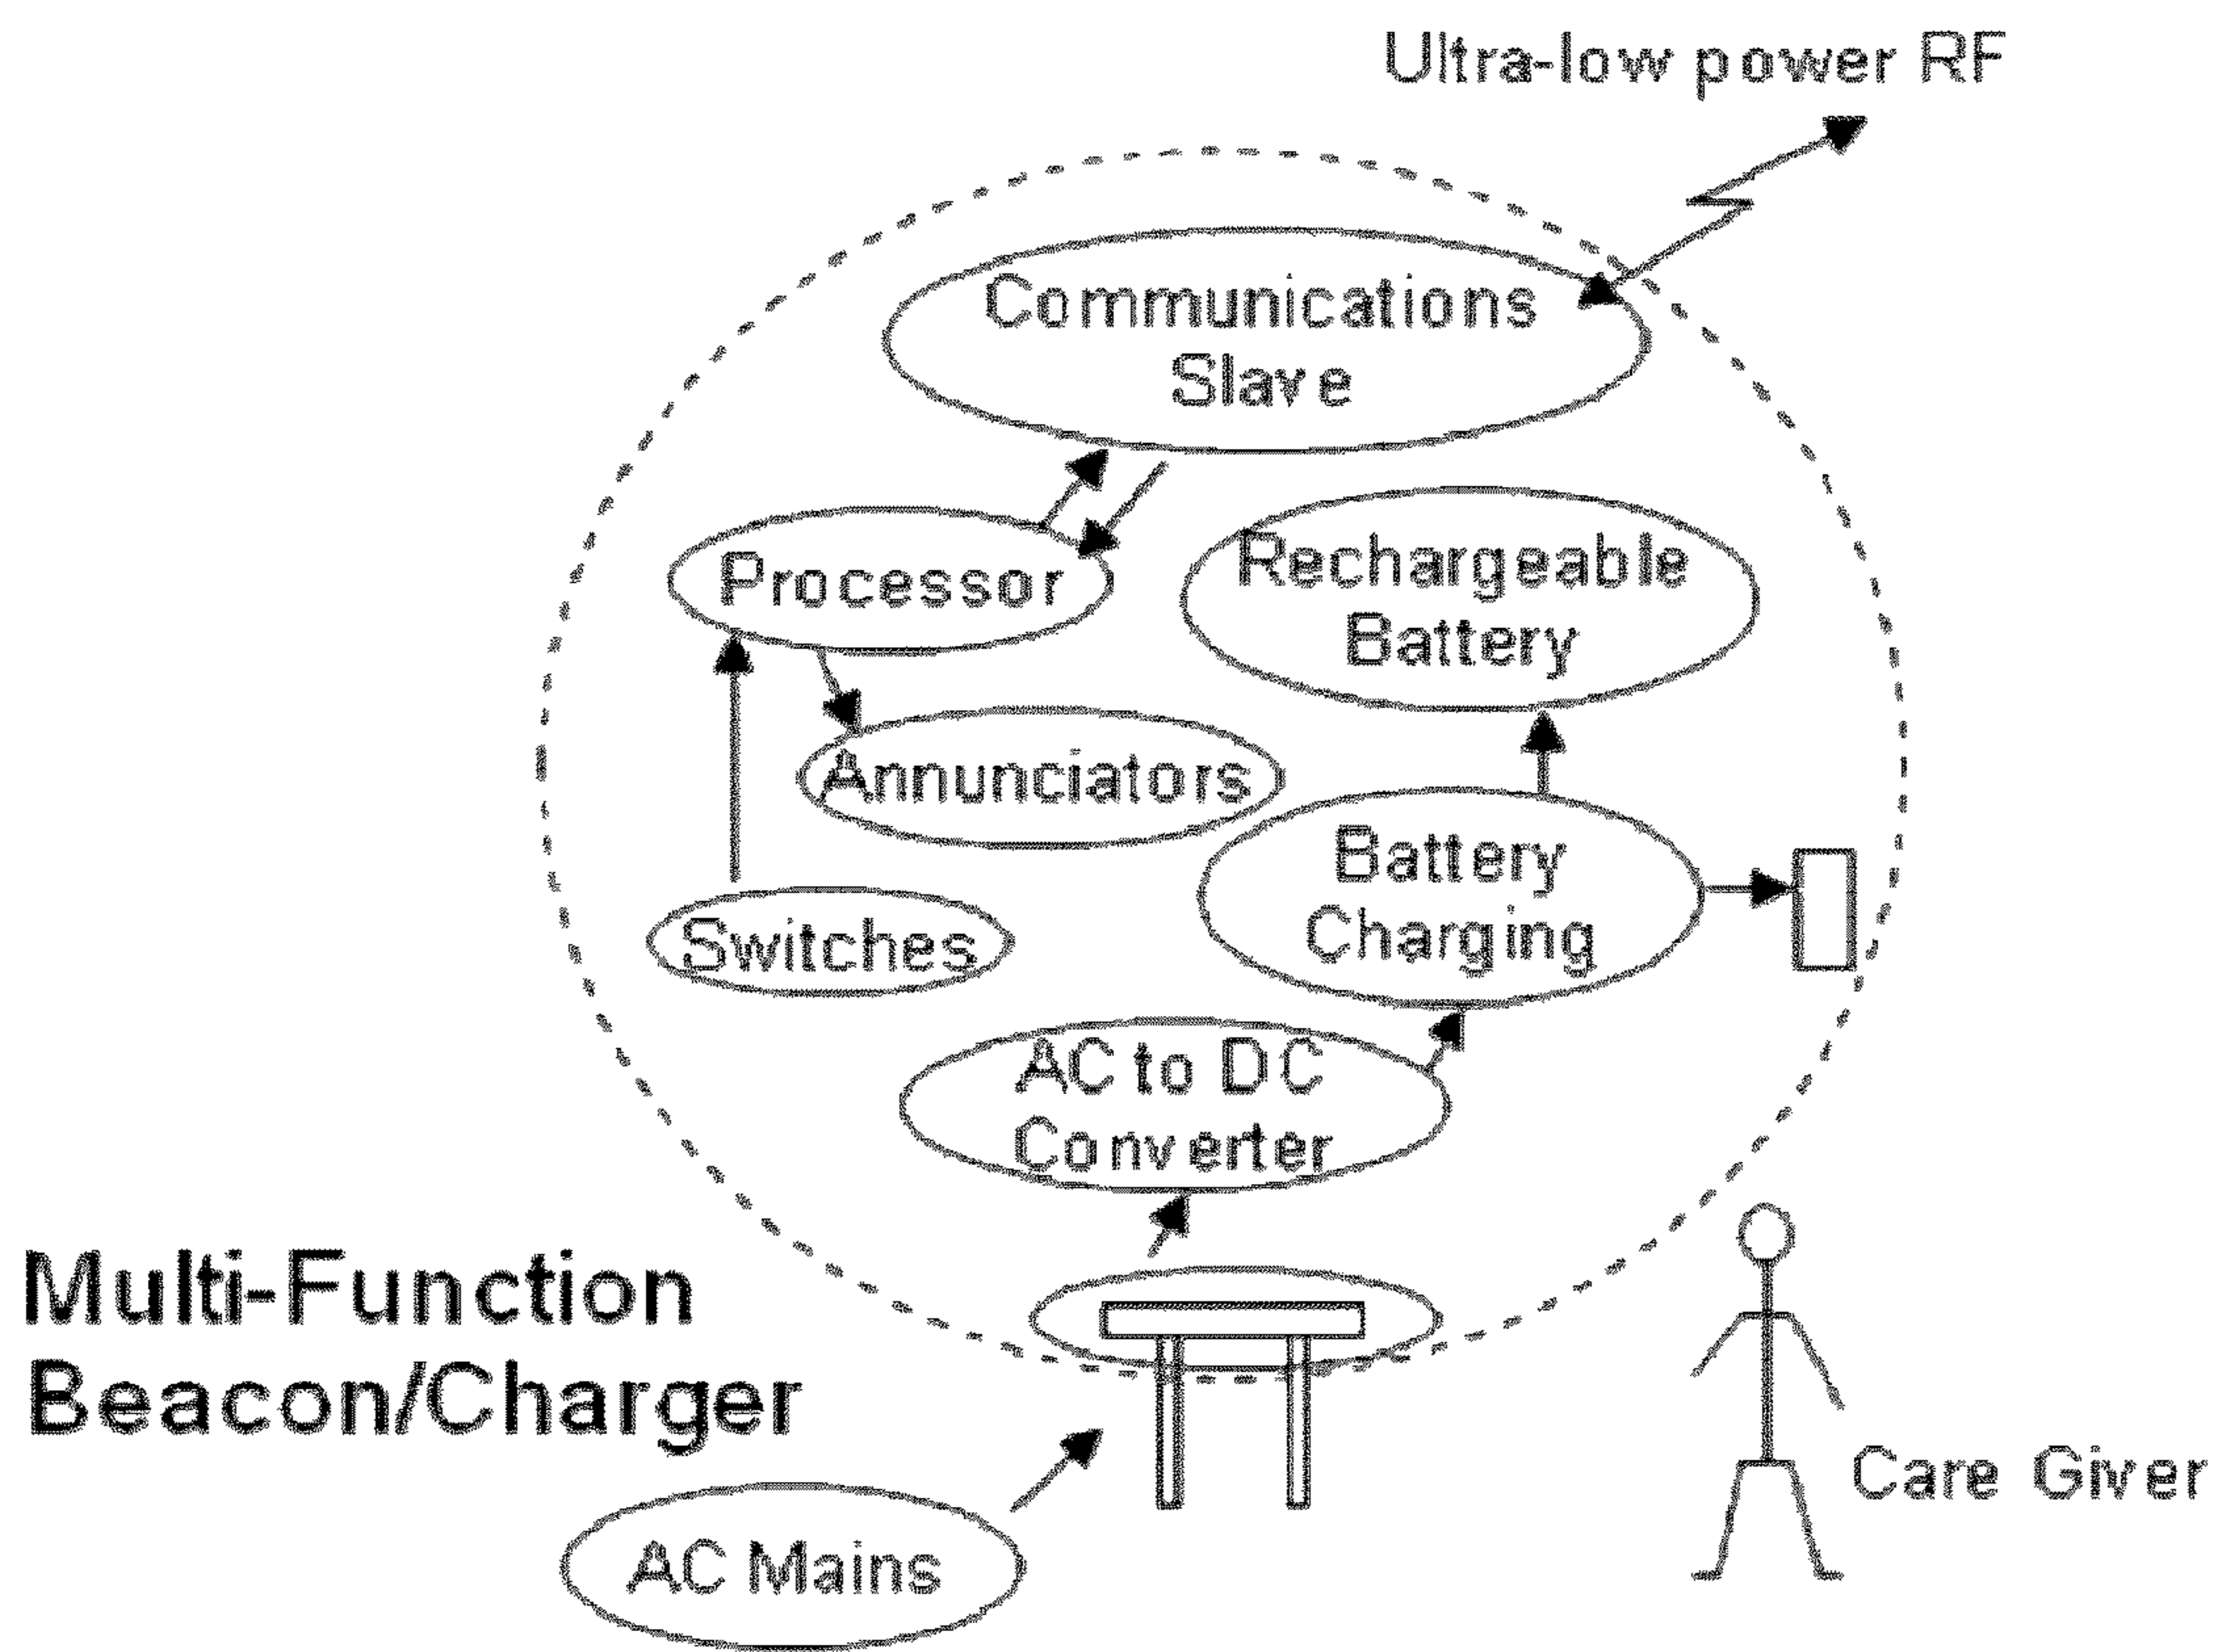 Ultra-low power RF
Communications
Slave
Processor
Rechargeable
Battery
Annunciators
Battery
Charging
Switches
AC to DC
Converter
Multi-Function
Beacon/Charger
Care Giver
AC Mains